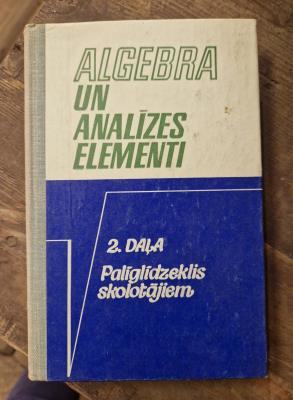 ALGEBRA
UN
ANALĪZES
ELEMENTI
2. DAĻA
Palīglīdzeklis
skolotājiem